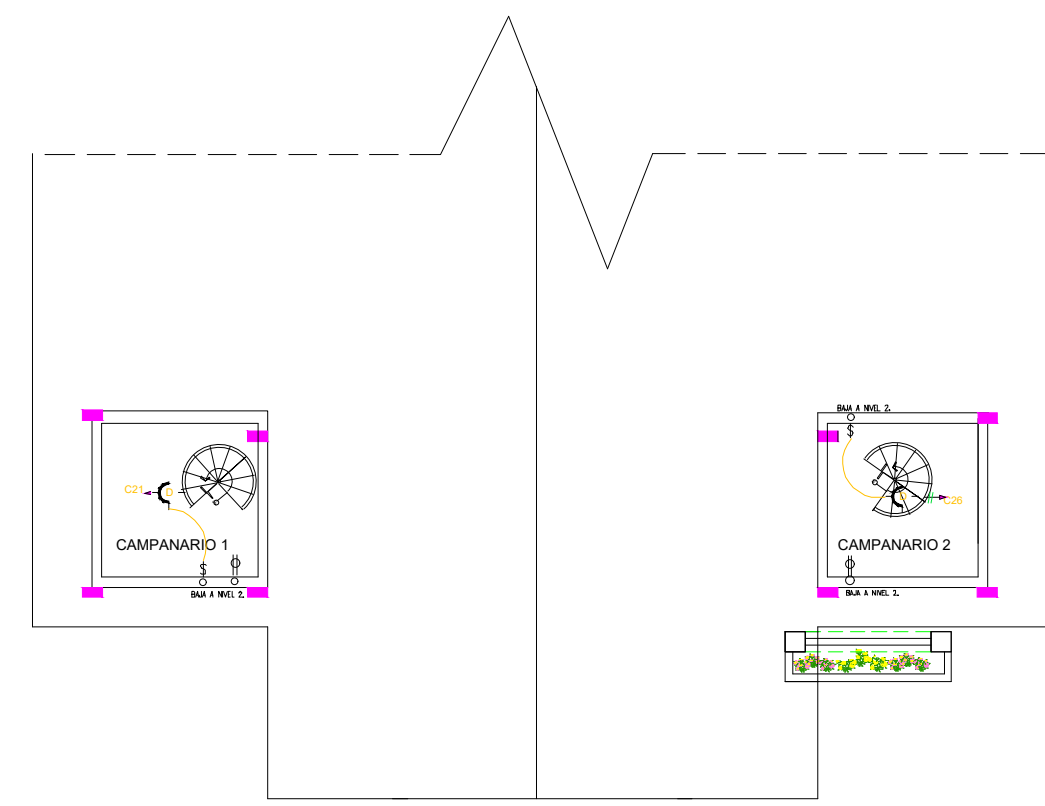 BAJA A NIVEL 2.
S
C21
D
D
C26
CAMPANARIO 1
CAMPANARIO 2
S
BAJA A NIVEL 2.
BAJA A NIVEL 2.